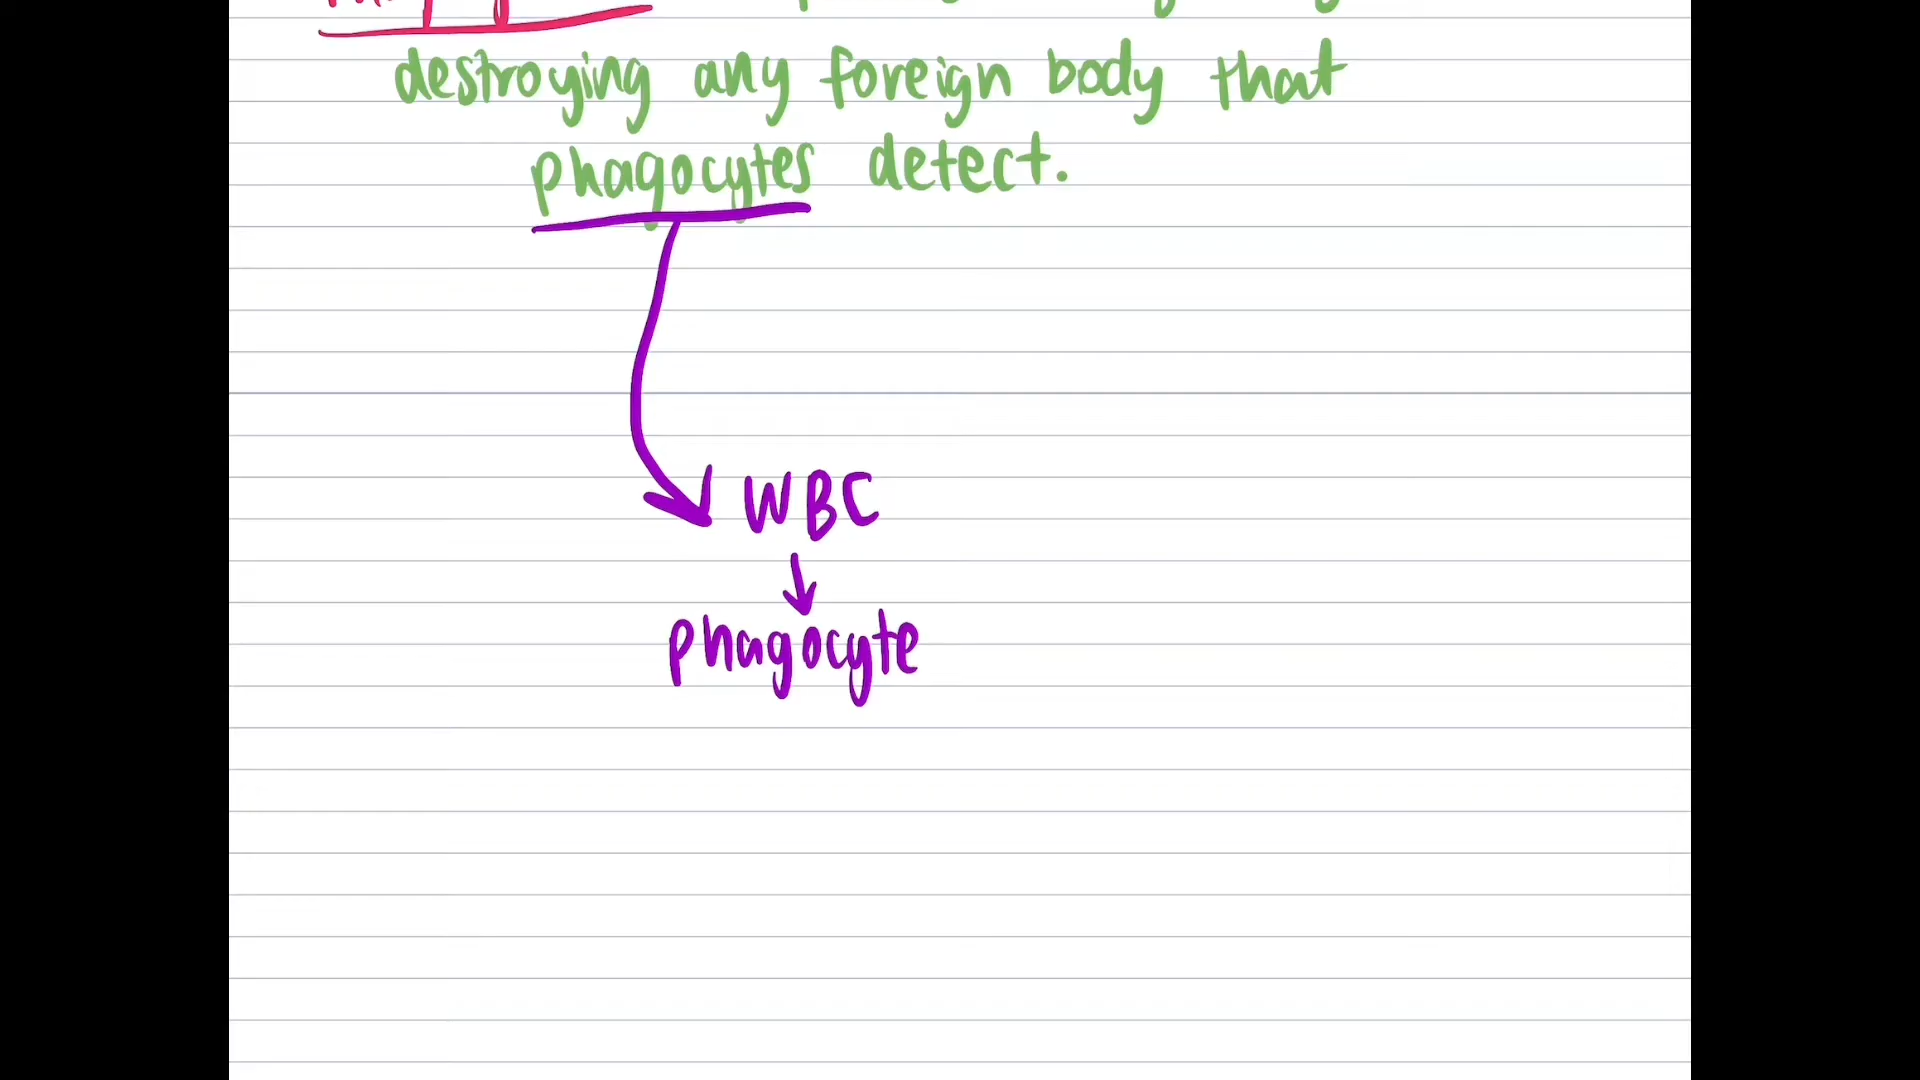 destroying any foreign body that
phagocytes detect.
WBC
phagocyte